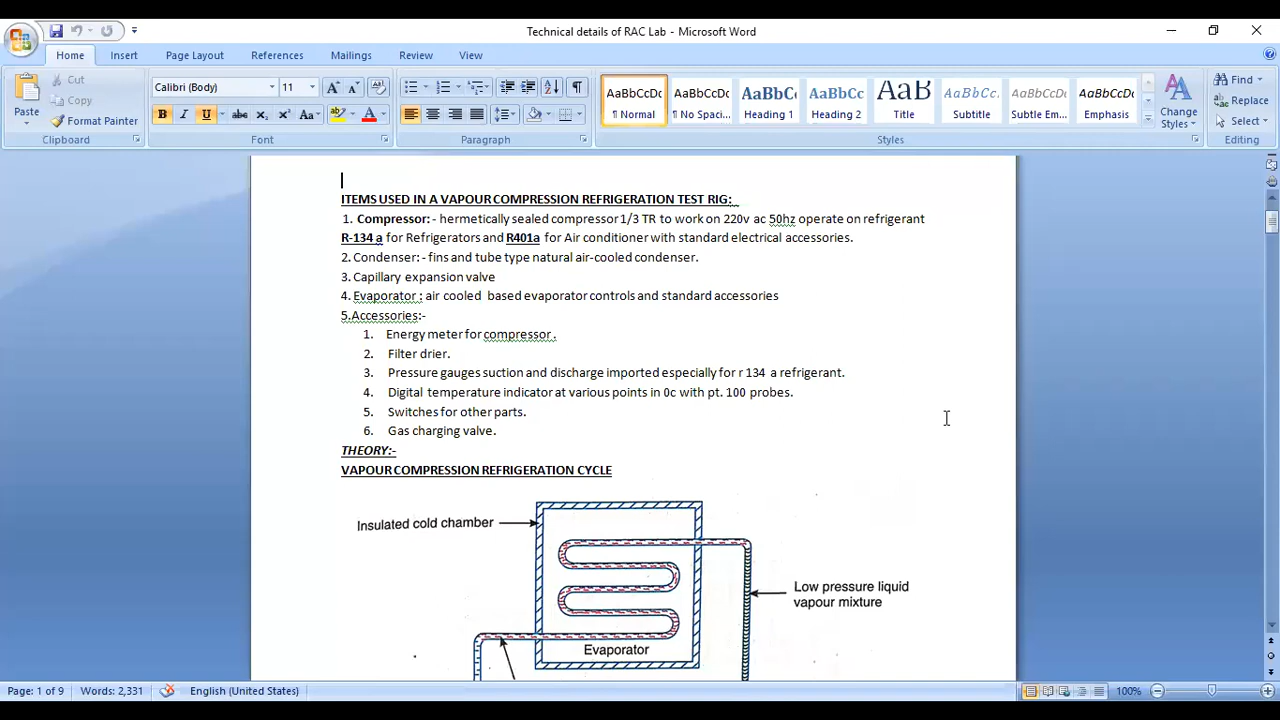 Technical details of RAC Lab - Microsoft Word
Home Insert Page Layout References Mailings Review View
Paste
Cut
Copy
Format Painter
Clipboard
Calibri (Body) 11
B I U abc X₂ X² Aa
Font
Paragraph
AaBbCcDc AaBbCcDc AaBbCc AaBbCc AaB AaBbCc. AaBbCcDc AaBbCcDc
¶ Normal ¶ No Spaci... Heading 1 Heading 2 Title Subtitle Subtle Em... Emphasis
Change Styles
Styles
Find
Replace
Select
Editing
ITEMS USED IN A VAPOUR COMPRESSION REFRIGERATION TEST RIG:
1. Compressor: - hermetically sealed compressor 1/3 TR to work on 220v ac 50hz operate on refrigerant
R-134 a for Refrigerators and R401a for Air conditioner with standard electrical accessories.
2. Condenser: - fins and tube type natural air-cooled condenser.
3. Capillary expansion valve
4. Evaporator : air cooled based evaporator controls and standard accessories
5.Accessories:-
1. Energy meter for compressor .
2. Filter drier.
3. Pressure gauges suction and discharge imported especially for r 134 a refrigerant.
4. Digital temperature indicator at various points in 0c with pt. 100 probes.
5. Switches for other parts.
6. Gas charging valve.
THEORY:-
VAPOUR COMPRESSION REFRIGERATION CYCLE
Insulated cold chamber
Low pressure liquid
vapour mixture
Evaporator
Page: 1 of 9 Words: 2,331 English (United States) 100%